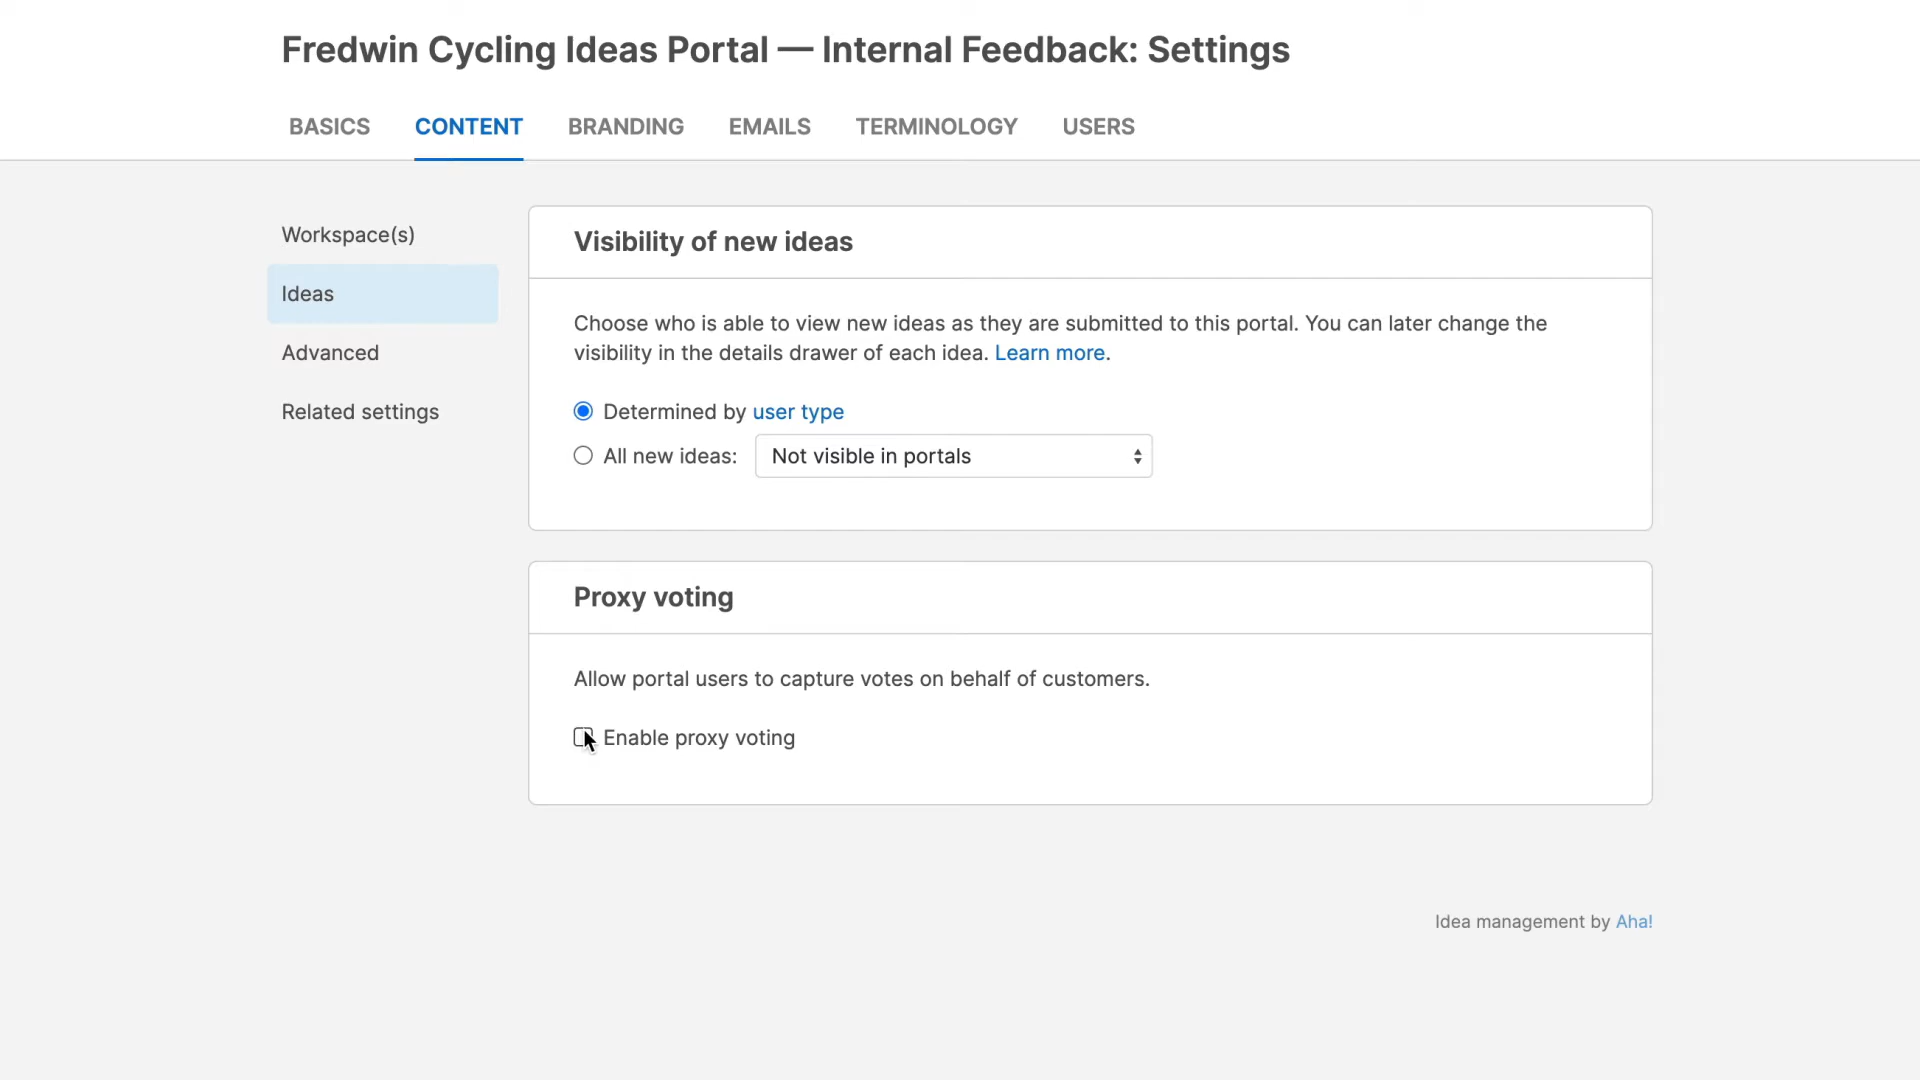 Fredwin Cycling Ideas Portal — Internal Feedback: Settings
BASICS CONTENT BRANDING EMAILS TERMINOLOGY USERS
Workspace(s)
Ideas
Advanced
Related settings
Visibility of new ideas
Choose who is able to view new ideas as they are submitted to this portal. You can later change the
visibility in the details drawer of each idea. Learn more.
Determined by user type
All new ideas: Not visible in portals
Proxy voting
Allow portal users to capture votes on behalf of customers.
Enable proxy voting
Idea management by Aha!